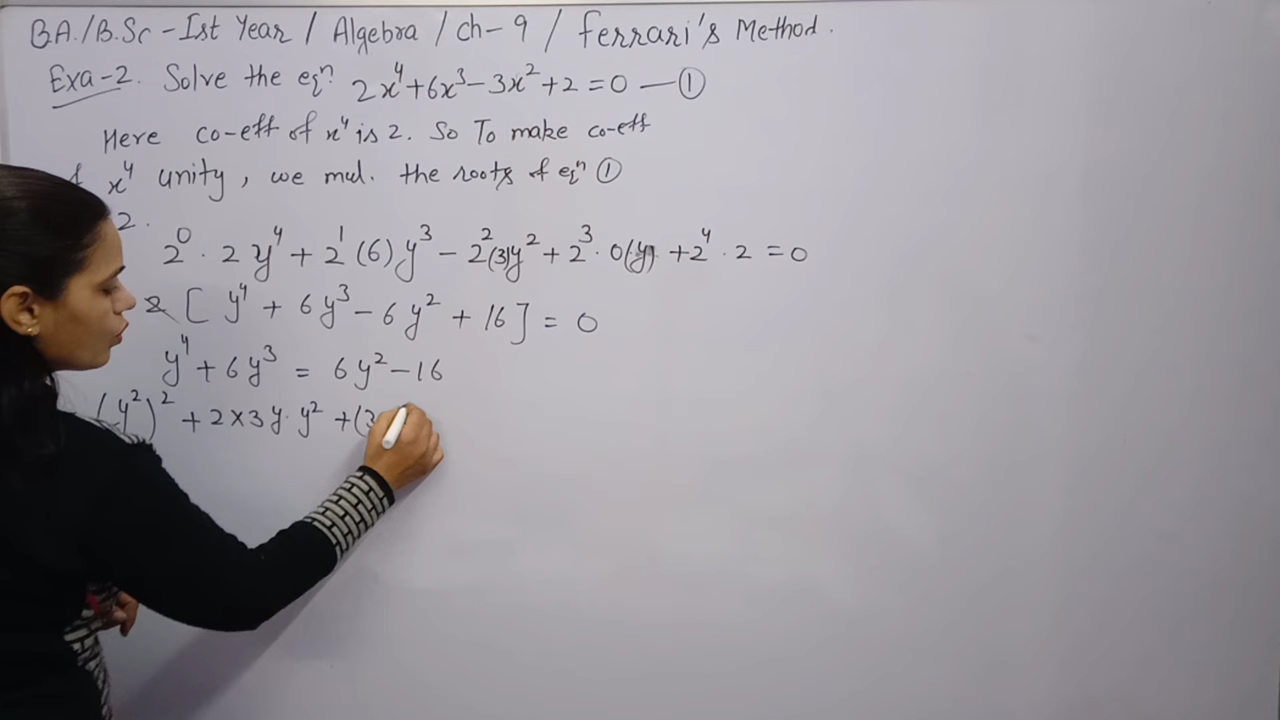 BA./B.Sc - Ist Year / Algebra / ch-9 / Ferrari's Method.
Exa-2. Solve the eqⁿ 2x⁴+6x³-3x²+2=0 —①
Here co-eff of x⁴ is 2. So To make co-eff
x⁴ unity, we mul. the roots of eqⁿ ①
2.
2⁰·2y⁴+2¹(6)y³-2²(3)y²+2³·0(y)+2⁴·2=0
2[y⁴+6y³-6y²+16]=0
y⁴+6y³=6y²-16
(y²)²+2×3y·y²+(3